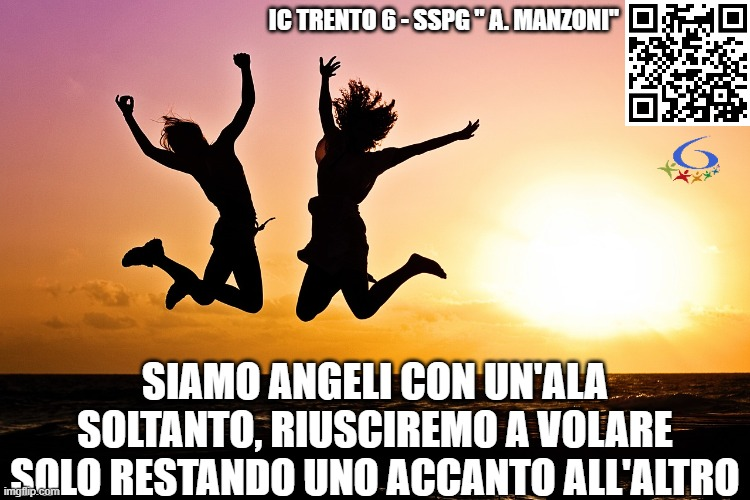 IC TRENTO 6 - SSPG " A. MANZONI"
6
SIAMO ANGELI CON UN'ALA
SOLTANTO, RIUSCIREMO A VOLARE
SOLO RESTANDO UNO ACCANTO ALL'ALTRO
imgflip.com